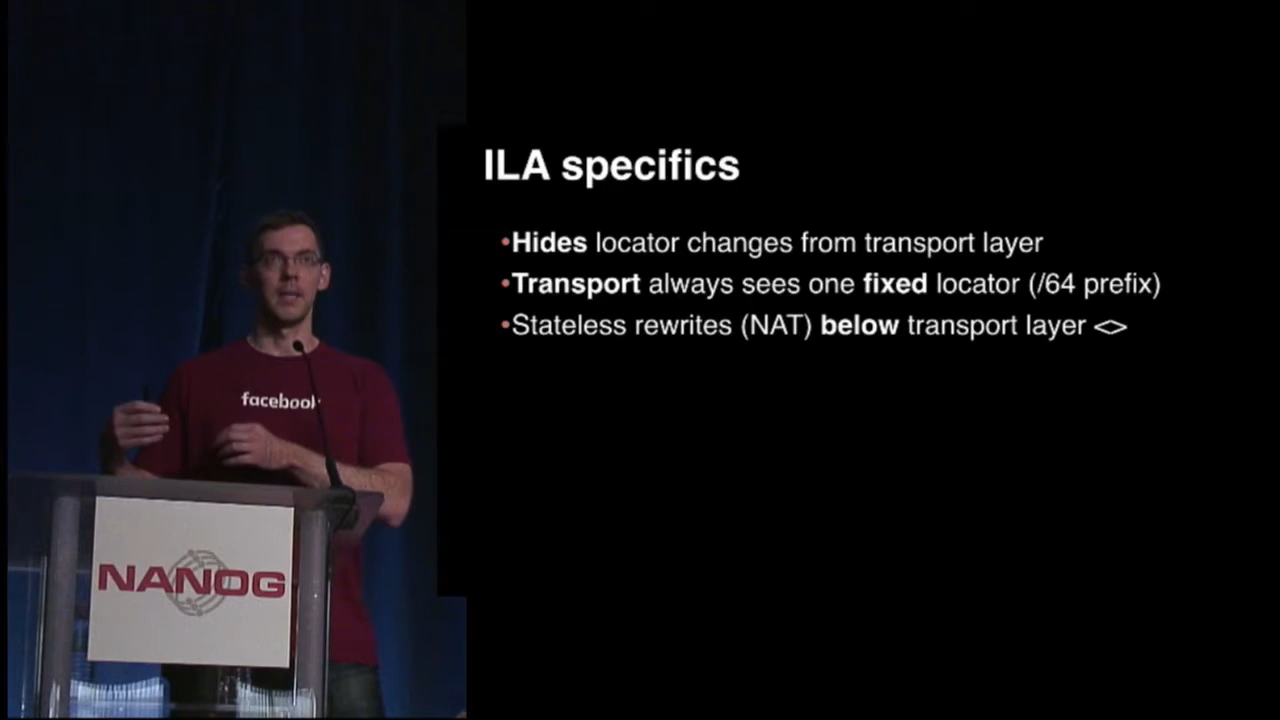 ILA specifics
•Hides locator changes from transport layer
•Transport always sees one fixed locator (/64 prefix)
•Stateless rewrites (NAT) below transport layer <>
facebook
NANOG